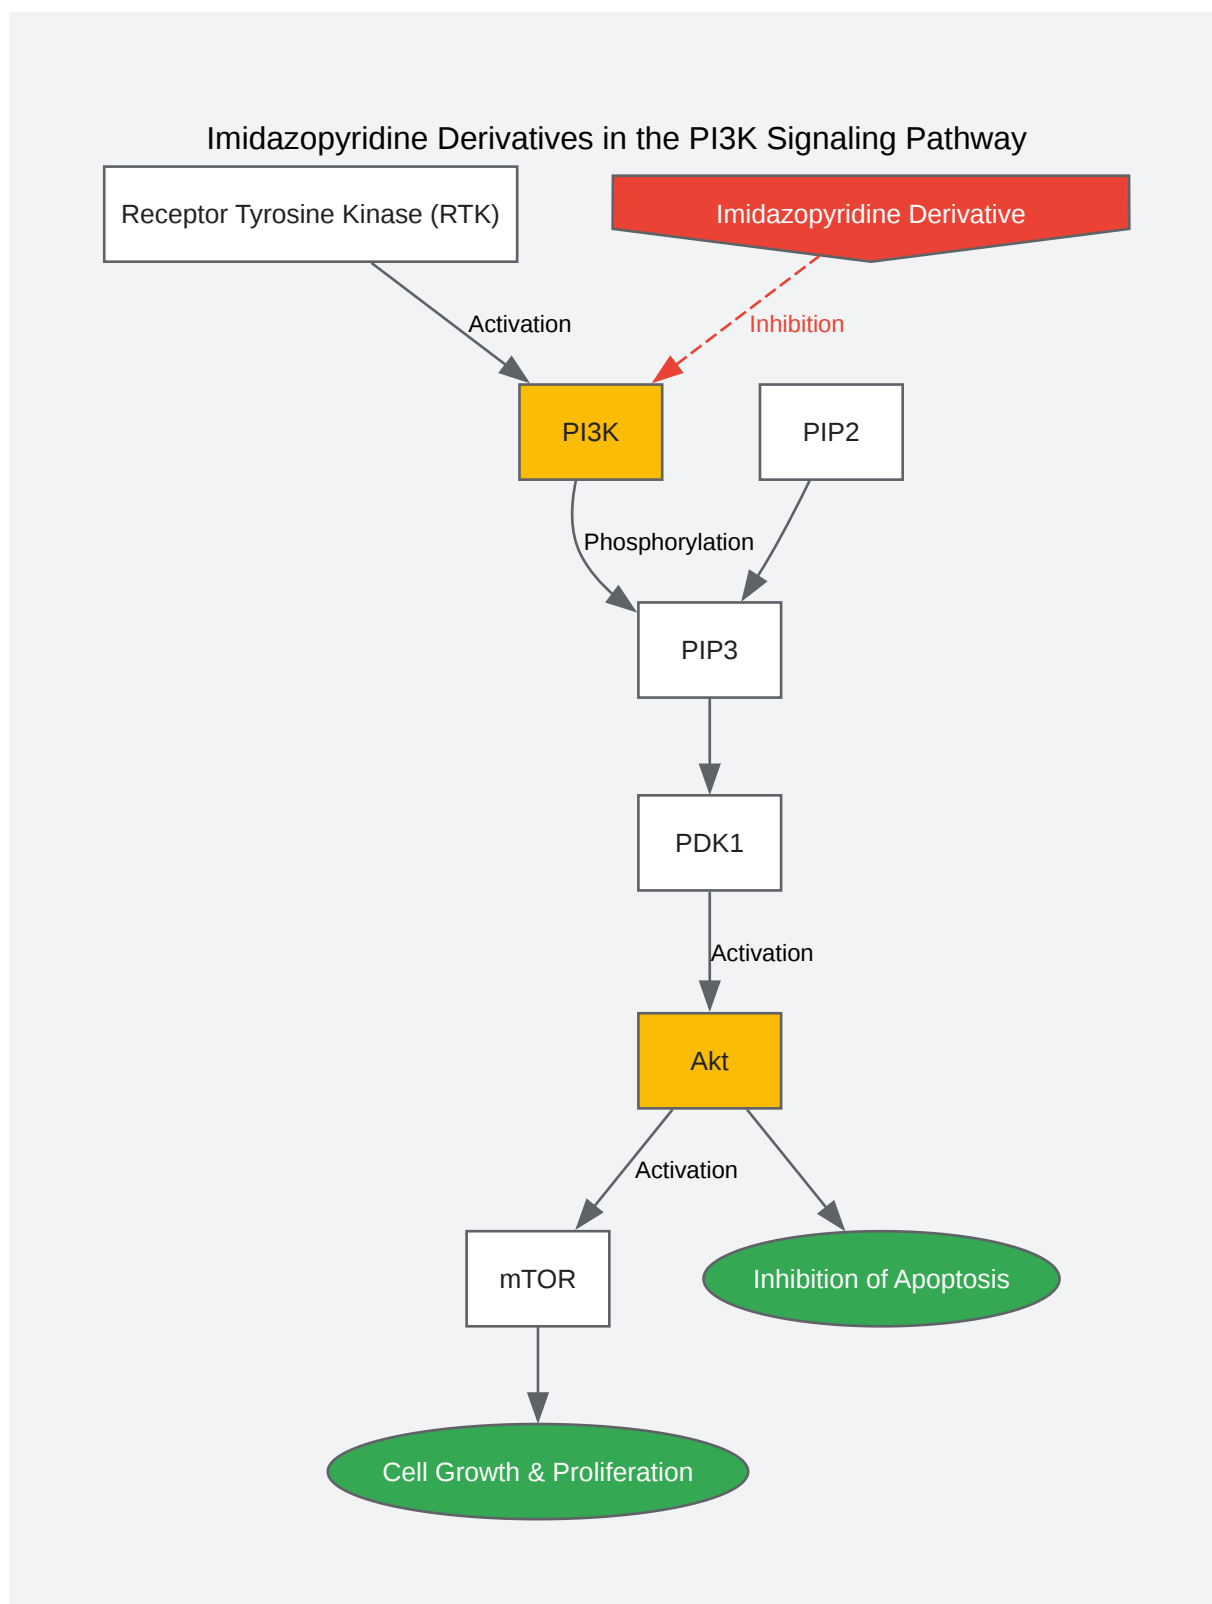 Imidazopyridine Derivatives in the PI3K Signaling Pathway
Receptor Tyrosine Kinase (RTK)
Imidazopyridine Derivative
Activation
Inhibition
PI3K
PIP2
Phosphorylation
PIP3
PDK1
Activation
Akt
Activation
mTOR
Inhibition of Apoptosis
Cell Growth & Proliferation